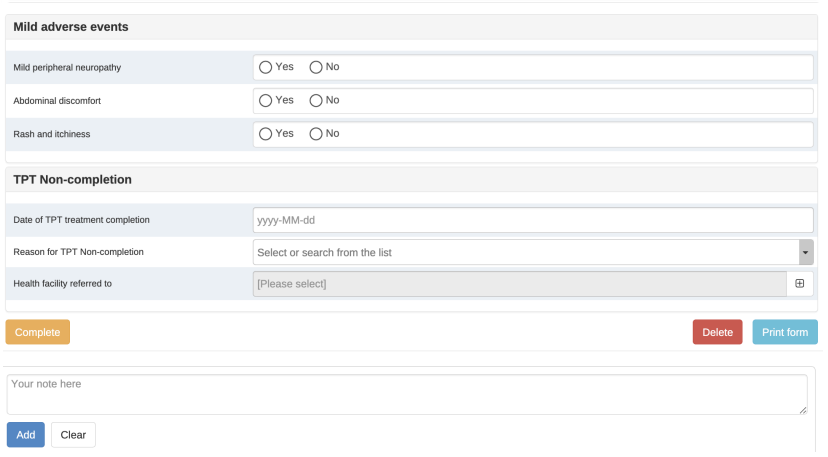 Mild adverse events
Mild peripheral neuropathy Yes No
Abdominal discomfort Yes No
Rash and itchiness Yes No
TPT Non-completion
Date of TPT treatment completion yyyy-MM-dd
Reason for TPT Non-completion Select or search from the list
Health facility referred to [Please select]
Complete Delete Print form
Your note here
Add Clear